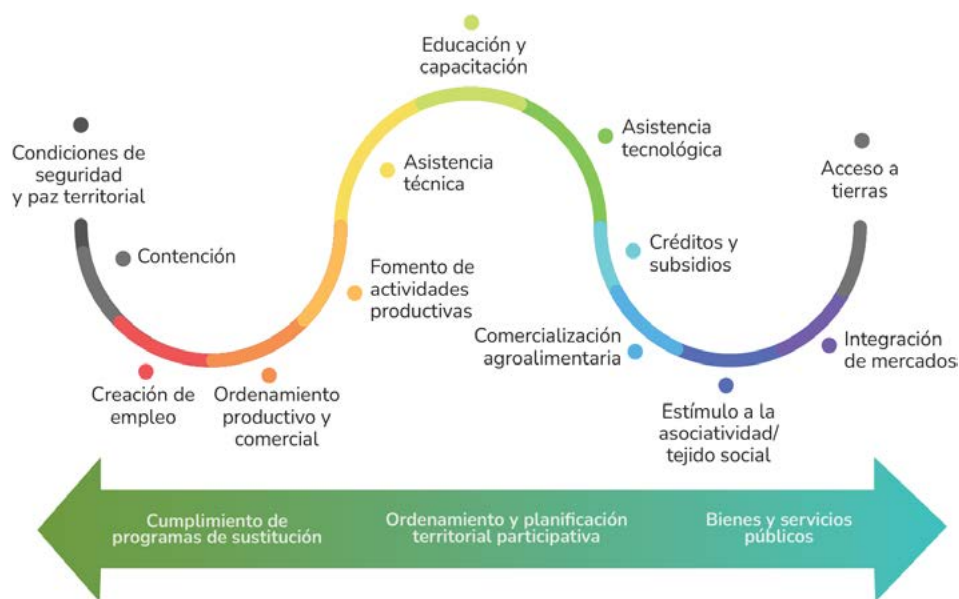 Condiciones de
seguridad
y paz territorial
Contención
Creación de
empleo
Ordenamiento
productivo y
comercial
Fomento de
actividades
productivas
Asistencia
técnica
Educación y
capacitación
Asistencia
tecnológica
Créditos y
subsidios
Comercialización
agroalimentaria
Estímulo a la
asociatividad/
tejido social
Integración
de mercados
Acceso a
tierras
Cumplimiento de
programas de sustitución
Ordenamiento y planificación
territorial participativa
Bienes y servicios
públicos